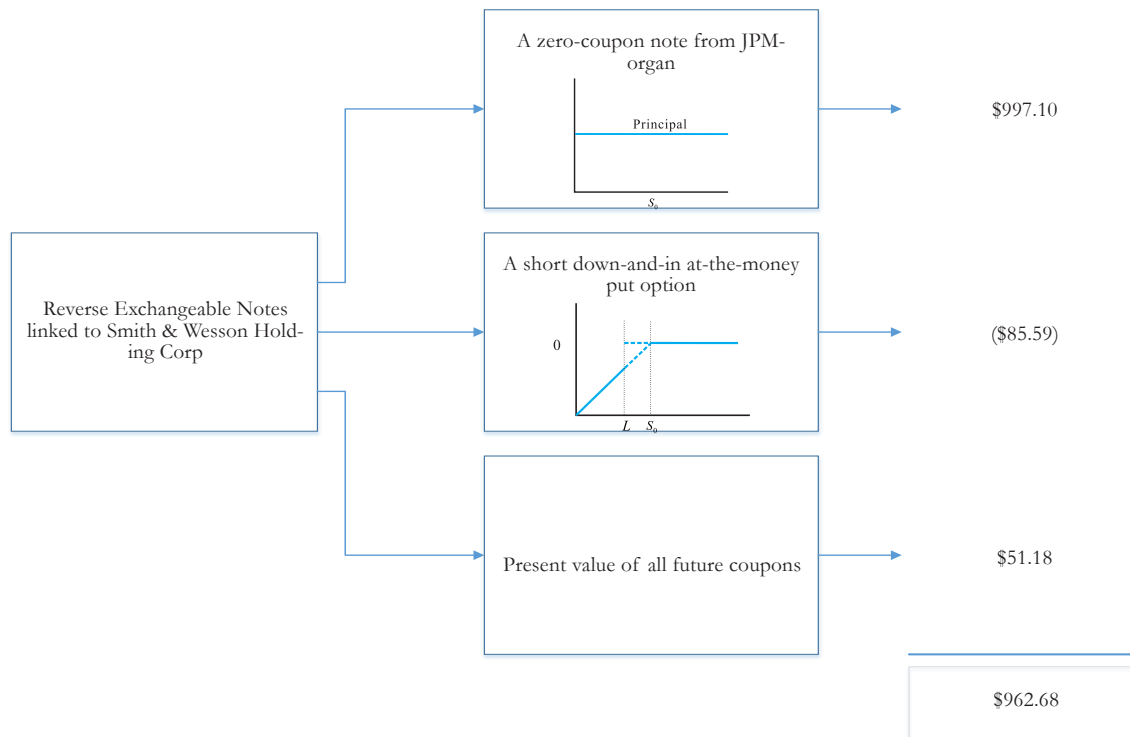 A zero-coupon note from JPM-
organ
Principal
S₀
$997.10
Reverse Exchangeable Notes
linked to Smith & Wesson Hold-
ing Corp
A short down-and-in at-the-money
put option
0
L S₀
($85.59)
Present value of all future coupons
$51.18
$962.68